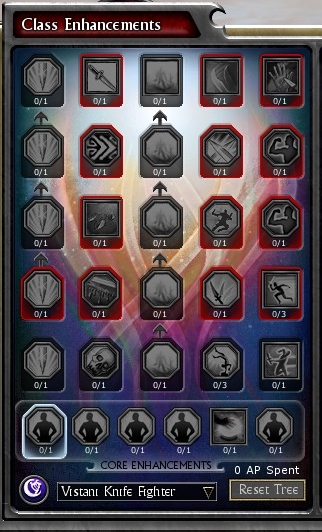 Class Enhancements
0/1 0/1 0/1 0/1 0/1
0/1 0/1 0/1 0/1 0/1
0/1 0/1 0/1 0/1 0/1
0/1 0/1 0/1 0/1 0/3
0/1 0/1 0/1 0/3 0/1
0/1 0/1 0/1 0/1 0/1 0/1
CORE ENHANCEMENTS
0 AP Spent
Vistani Knife Fighter
Reset Tree